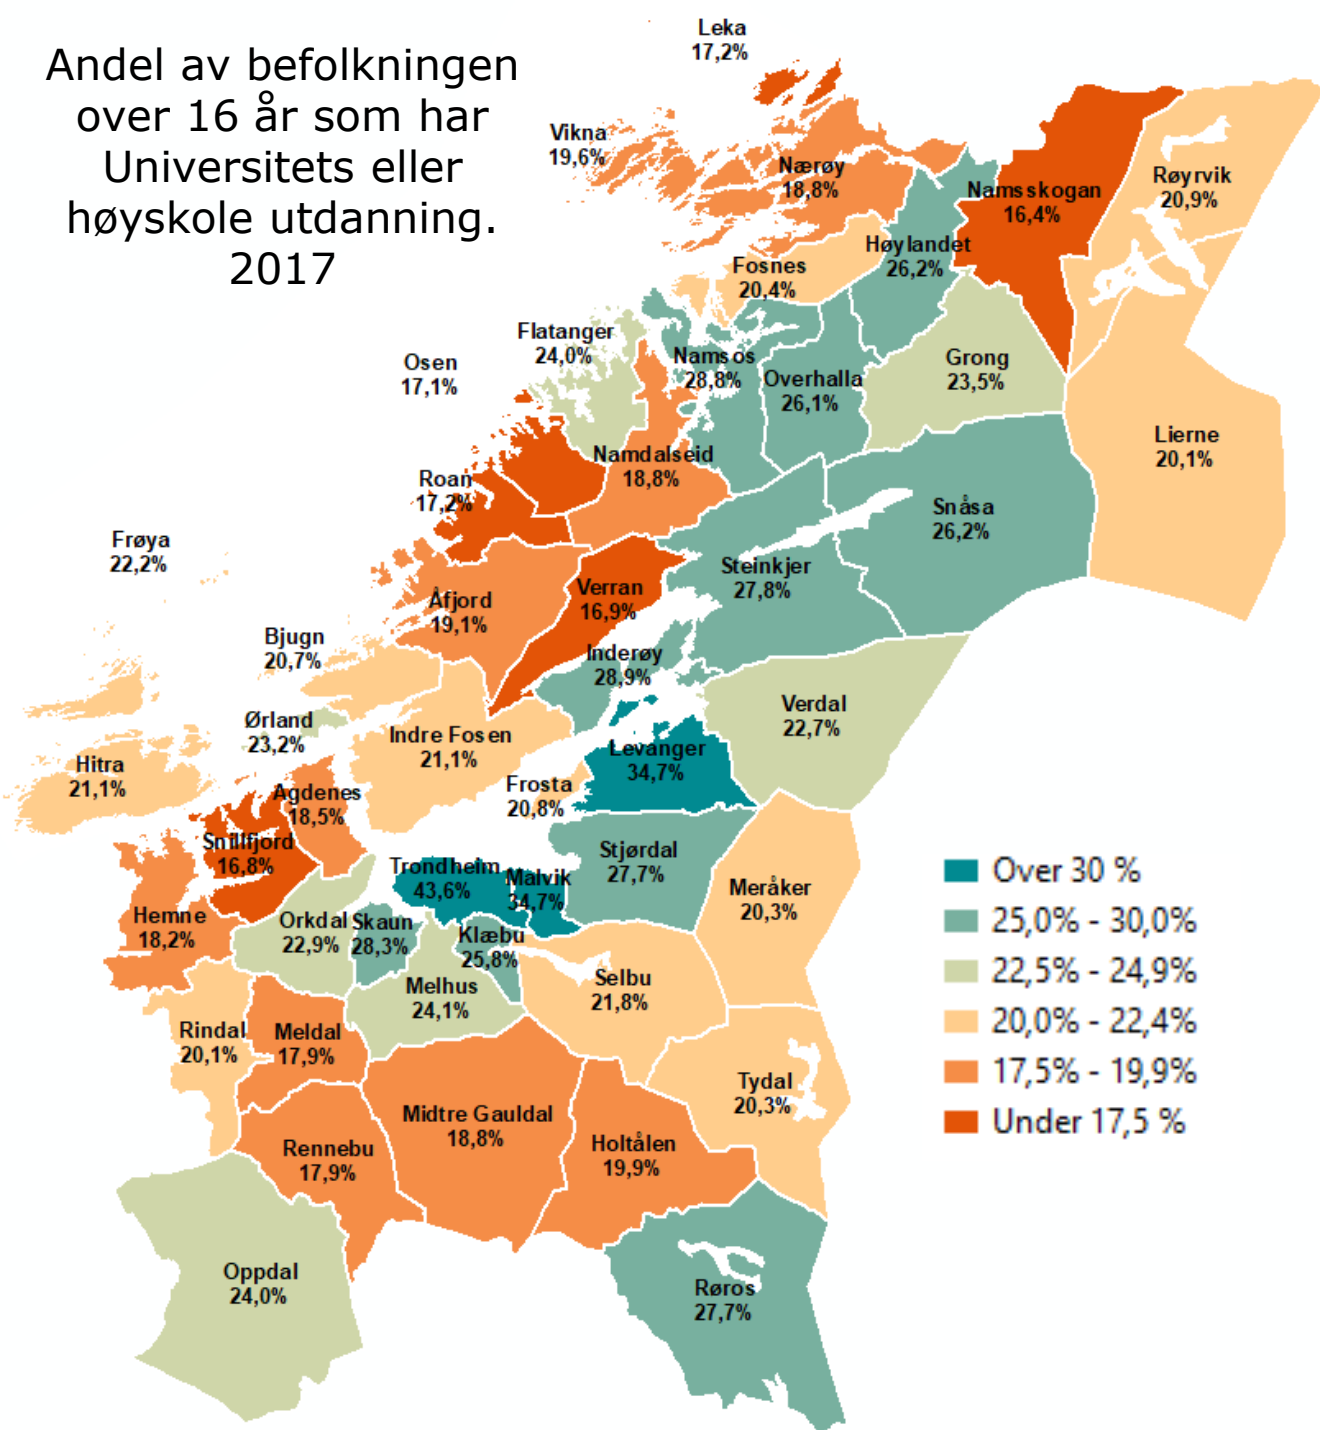 Andel av befolkningen
over 16 år som har
Universitets eller
høyskole utdanning.
2017
Leka
17,2%
Vikna
19,6%
Nærøy
18,8%
Namsskogan
16,4%
Røyrvik
20,9%
Høylandet
26,2%
Fosnes
20,4%
Flatanger
24,0%
Osen
17,1%
Namsos
28,8%
Overhalla
26,1%
Grong
23,5%
Lierne
20,1%
Namdalseid
18,8%
Roan
17,2%
Snåsa
26,2%
Frøya
22,2%
Steinkjer
27,8%
Verran
16,9%
Åfjord
19,1%
Bjugn
20,7%
Inderøy
28,9%
Verdal
22,7%
Ørland
23,2%
Indre Fosen
21,1%
Levanger
34,7%
Hitra
21,1%
Frosta
20,8%
Agdenes
18,5%
Snillfjord
16,8%
Stjørdal
27,7%
Trondheim
43,6%
Malvik
34,7%
Meråker
20,3%
Hemne
18,2%
Orkdal
22,9%
Skaun
28,3%
Klæbu
25,8%
Selbu
21,8%
Melhus
24,1%
Rindal
20,1%
Meldal
17,9%
Tydal
20,3%
Midtre Gauldal
18,8%
Holtålen
19,9%
Rennebu
17,9%
Oppdal
24,0%
Røros
27,7%
Over 30 %
25,0% - 30,0%
22,5% - 24,9%
20,0% - 22,4%
17,5% - 19,9%
Under 17,5 %